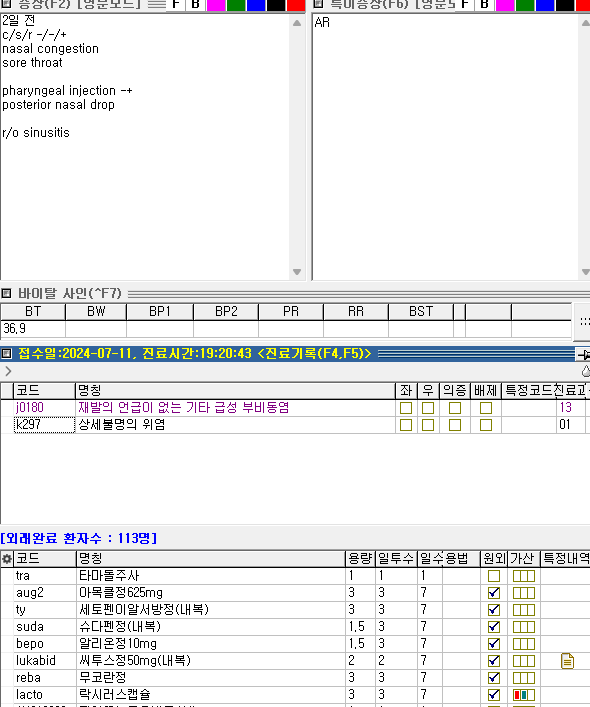 증상(F2) [영문모드] F B
특이증상(F6) [영문모드 F B
2일 전
c/s/r -/-/+
nasal congestion
sore throat
pharyngeal injection -+
posterior nasal drop
r/o sinusitis
AR
바이탈 사인(^F7)
BT BW BP1 BP2 PR RR BST
36.9
접수일:2024-07-11, 진료시간:19:20:43 <진료기록(F4,F5)>
코드 명칭 좌 우 의증 배제 특정코드 진료과
j0180 재발의 언급이 없는 기타 급성 부비동염 13
k297 상세불명의 위염 01
[외래완료 환자수 : 113명]
코드 명칭 용량 일투수 일수 용법 원외 가산 특정내역
tra 타마돌주사 1 1 1
aug2 아목클정625mg 3 3 7
ty 세토펜이알서방정(내복) 3 3 7
suda 슈다펜정(내복) 1.5 3 7
bepo 알리온정10mg 1.5 3 7
lukabid 씨투스정50mg(내복) 2 2 7
reba 무코란정 3 3 7
lacto 락시러스캡슐 3 3 7